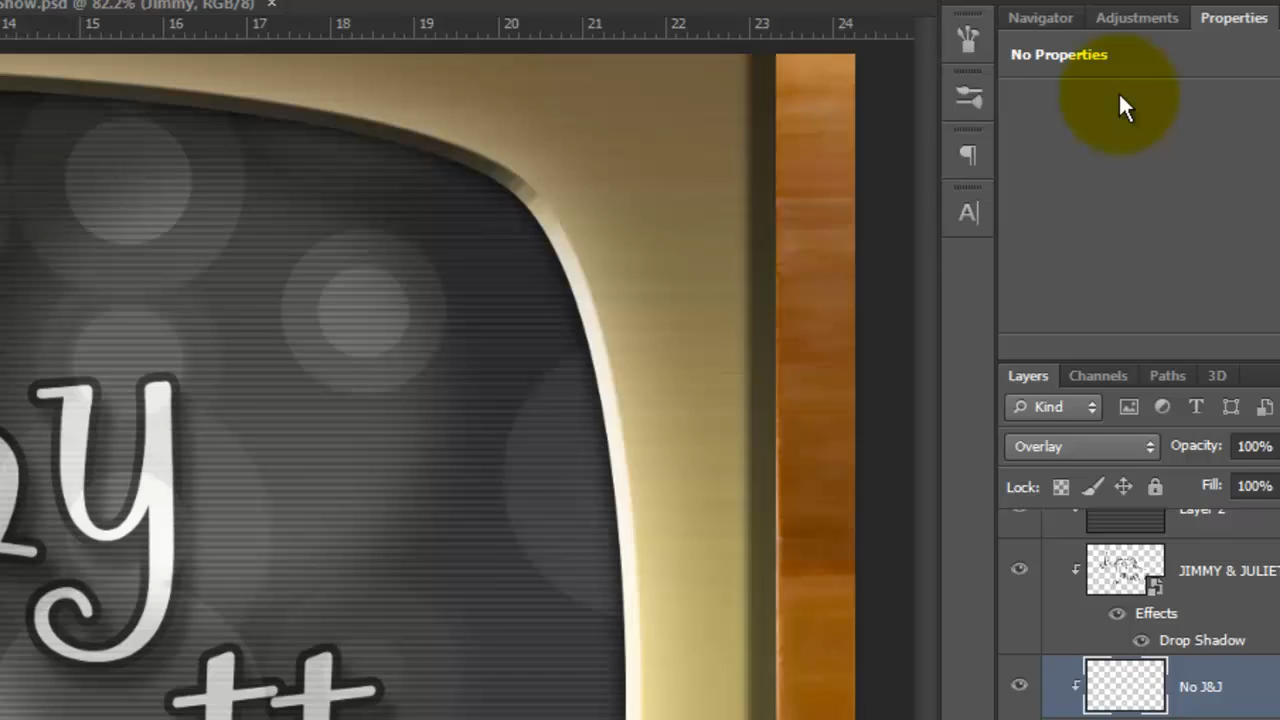 Show.psd @ 82.2% (Jimmy, RGB/8) ×
14 15 16 17 18 19 20 21 22 23 24
Navigator Adjustments Properties
No Properties
A|
y
tt
Layers Channels Paths 3D
Kind T
Overlay Opacity: 100%
Lock: Fill: 100%
Layer 2
JIMMY & JULIET
Effects
Drop Shadow
No J&J